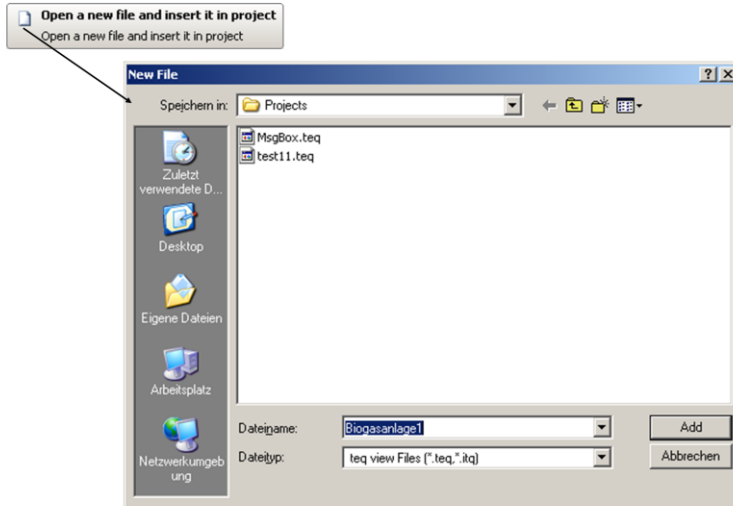 Open a new file and insert it in project
Open a new file and insert it in project
New File
Speichern in:
Projects
MsgBox.teq
test11.teq
Zuletzt
verwendete D...
Desktop
Eigene Dateien
Arbeitsplatz
Netzwerkumgeb
ung
Dateiname:
Biogasanlage1
Add
Dateityp:
teq view Files (*.teq,*.itq)
Abbrechen